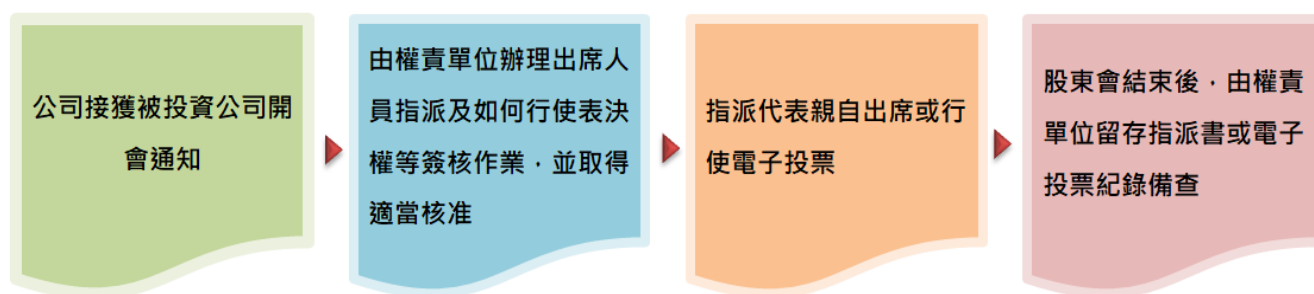 公司接獲被投資公司開
會通知
由權責單位辦理出席人
員指派及如何行使表決
權等簽核作業，並取得
適當核准
指派代表親自出席或行
使電子投票
股東會結束後，由權責
單位留存指派書或電子
投票紀錄備查